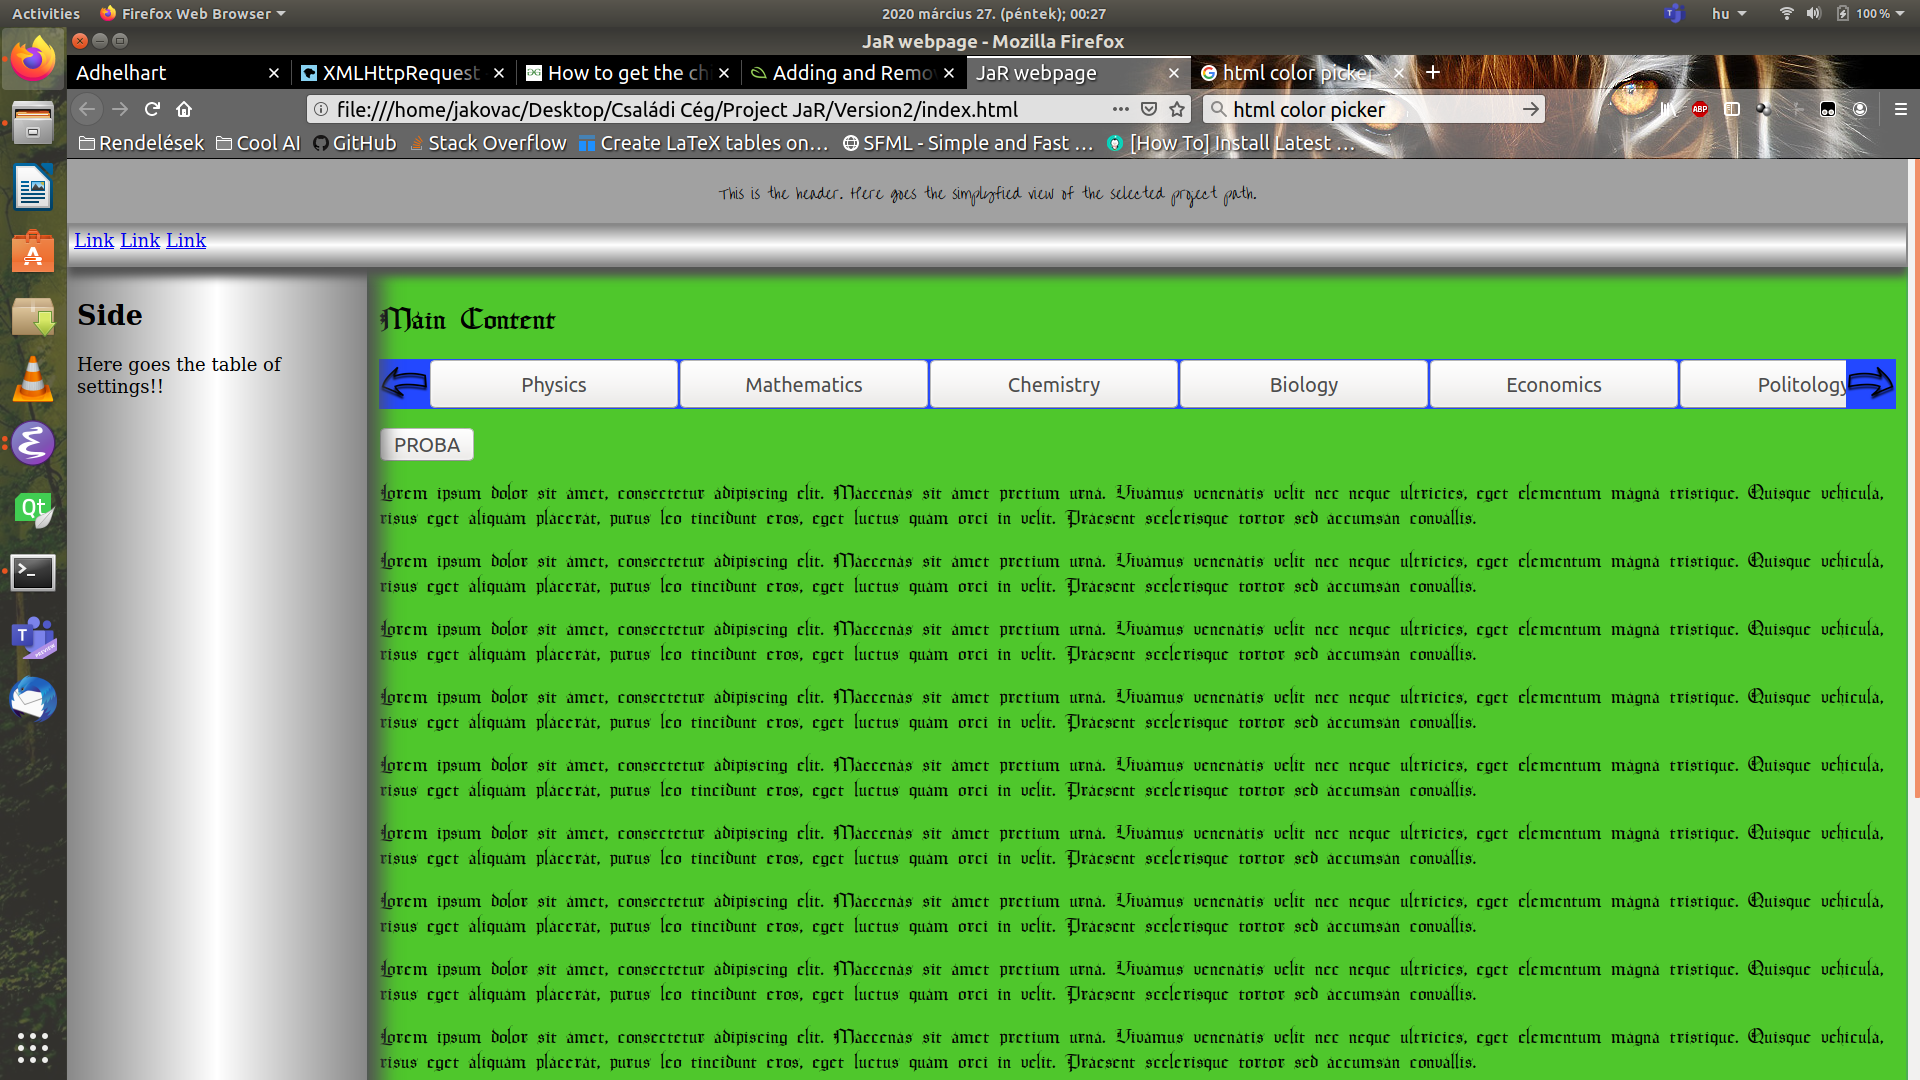 Activities Firefox Web Browser 2020 március 27. (péntek); 00:27 hu 100 %
JaR webpage - Mozilla Firefox
Adhelhart XMLHttpRequest How to get the ch Adding and Remov JaR webpage html color picker
file:///home/jakovac/Desktop/Családi Cég/Project JaR/Version2/index.html html color picker ABP
Rendelések Cool AI GitHub Stack Overflow Create LaTeX tables on… SFML - Simple and Fast … [How To] Install Latest …
This is the header. Here goes the simplyfied view of the selected project path.
Link Link Link
Side
Here goes the table of
settings!!
Main Content
Physics Mathematics Chemistry Biology Economics Politology
PROBA
Lorem ipsum dolor sit amet, consectetur adipiscing elit. Maecenas sit amet pretium urna. Vivamus venenatis velit nec neque ultricies, eget elementum magna tristique. Quisque vehicula,
risus eget aliquam placerat, purus leo tincidunt eros, eget luctus quam orci in velit. Praesent scelerisque tortor sed accumsan convallis.
Lorem ipsum dolor sit amet, consectetur adipiscing elit. Maecenas sit amet pretium urna. Vivamus venenatis velit nec neque ultricies, eget elementum magna tristique. Quisque vehicula,
risus eget aliquam placerat, purus leo tincidunt eros, eget luctus quam orci in velit. Praesent scelerisque tortor sed accumsan convallis.
Lorem ipsum dolor sit amet, consectetur adipiscing elit. Maecenas sit amet pretium urna. Vivamus venenatis velit nec neque ultricies, eget elementum magna tristique. Quisque vehicula,
risus eget aliquam placerat, purus leo tincidunt eros, eget luctus quam orci in velit. Praesent scelerisque tortor sed accumsan convallis.
Lorem ipsum dolor sit amet, consectetur adipiscing elit. Maecenas sit amet pretium urna. Vivamus venenatis velit nec neque ultricies, eget elementum magna tristique. Quisque vehicula,
risus eget aliquam placerat, purus leo tincidunt eros, eget luctus quam orci in velit. Praesent scelerisque tortor sed accumsan convallis.
Lorem ipsum dolor sit amet, consectetur adipiscing elit. Maecenas sit amet pretium urna. Vivamus venenatis velit nec neque ultricies, eget elementum magna tristique. Quisque vehicula,
risus eget aliquam placerat, purus leo tincidunt eros, eget luctus quam orci in velit. Praesent scelerisque tortor sed accumsan convallis.
Lorem ipsum dolor sit amet, consectetur adipiscing elit. Maecenas sit amet pretium urna. Vivamus venenatis velit nec neque ultricies, eget elementum magna tristique. Quisque vehicula,
risus eget aliquam placerat, purus leo tincidunt eros, eget luctus quam orci in velit. Praesent scelerisque tortor sed accumsan convallis.
Lorem ipsum dolor sit amet, consectetur adipiscing elit. Maecenas sit amet pretium urna. Vivamus venenatis velit nec neque ultricies, eget elementum magna tristique. Quisque vehicula,
risus eget aliquam placerat, purus leo tincidunt eros, eget luctus quam orci in velit. Praesent scelerisque tortor sed accumsan convallis.
Lorem ipsum dolor sit amet, consectetur adipiscing elit. Maecenas sit amet pretium urna. Vivamus venenatis velit nec neque ultricies, eget elementum magna tristique. Quisque vehicula,
risus eget aliquam placerat, purus leo tincidunt eros, eget luctus quam orci in velit. Praesent scelerisque tortor sed accumsan convallis.
Lorem ipsum dolor sit amet, consectetur adipiscing elit. Maecenas sit amet pretium urna. Vivamus venenatis velit nec neque ultricies, eget elementum magna tristique. Quisque vehicula,
risus eget aliquam placerat, purus leo tincidunt eros, eget luctus quam orci in velit. Praesent scelerisque tortor sed accumsan convallis.